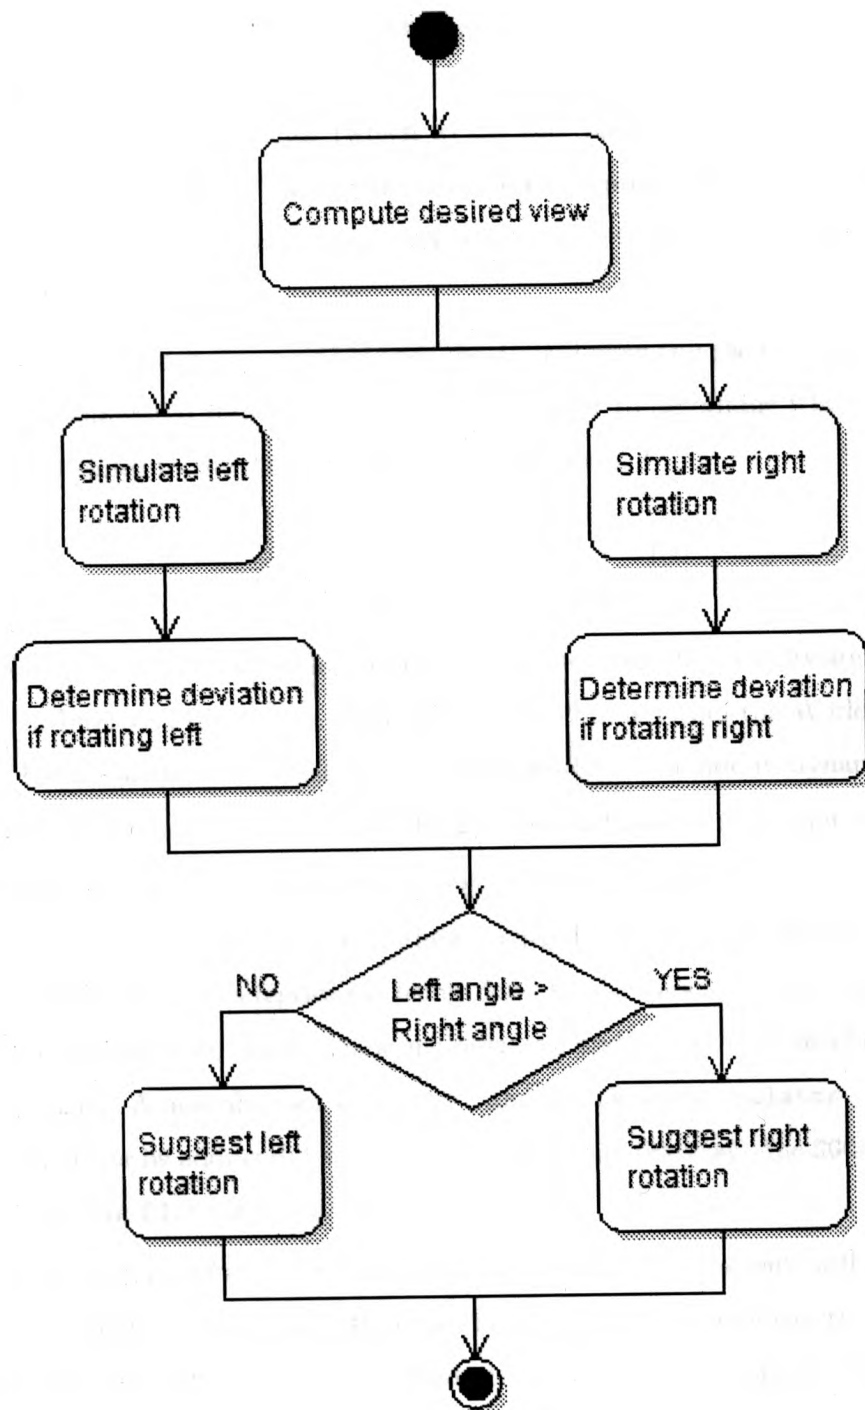 Compute desired view
Simulate left
rotation
Simulate right
rotation
Determine deviation
if rotating left
Determine deviation
if rotating right
NO
Left angle >
Right angle
YES
Suggest left
rotation
Suggest right
rotation